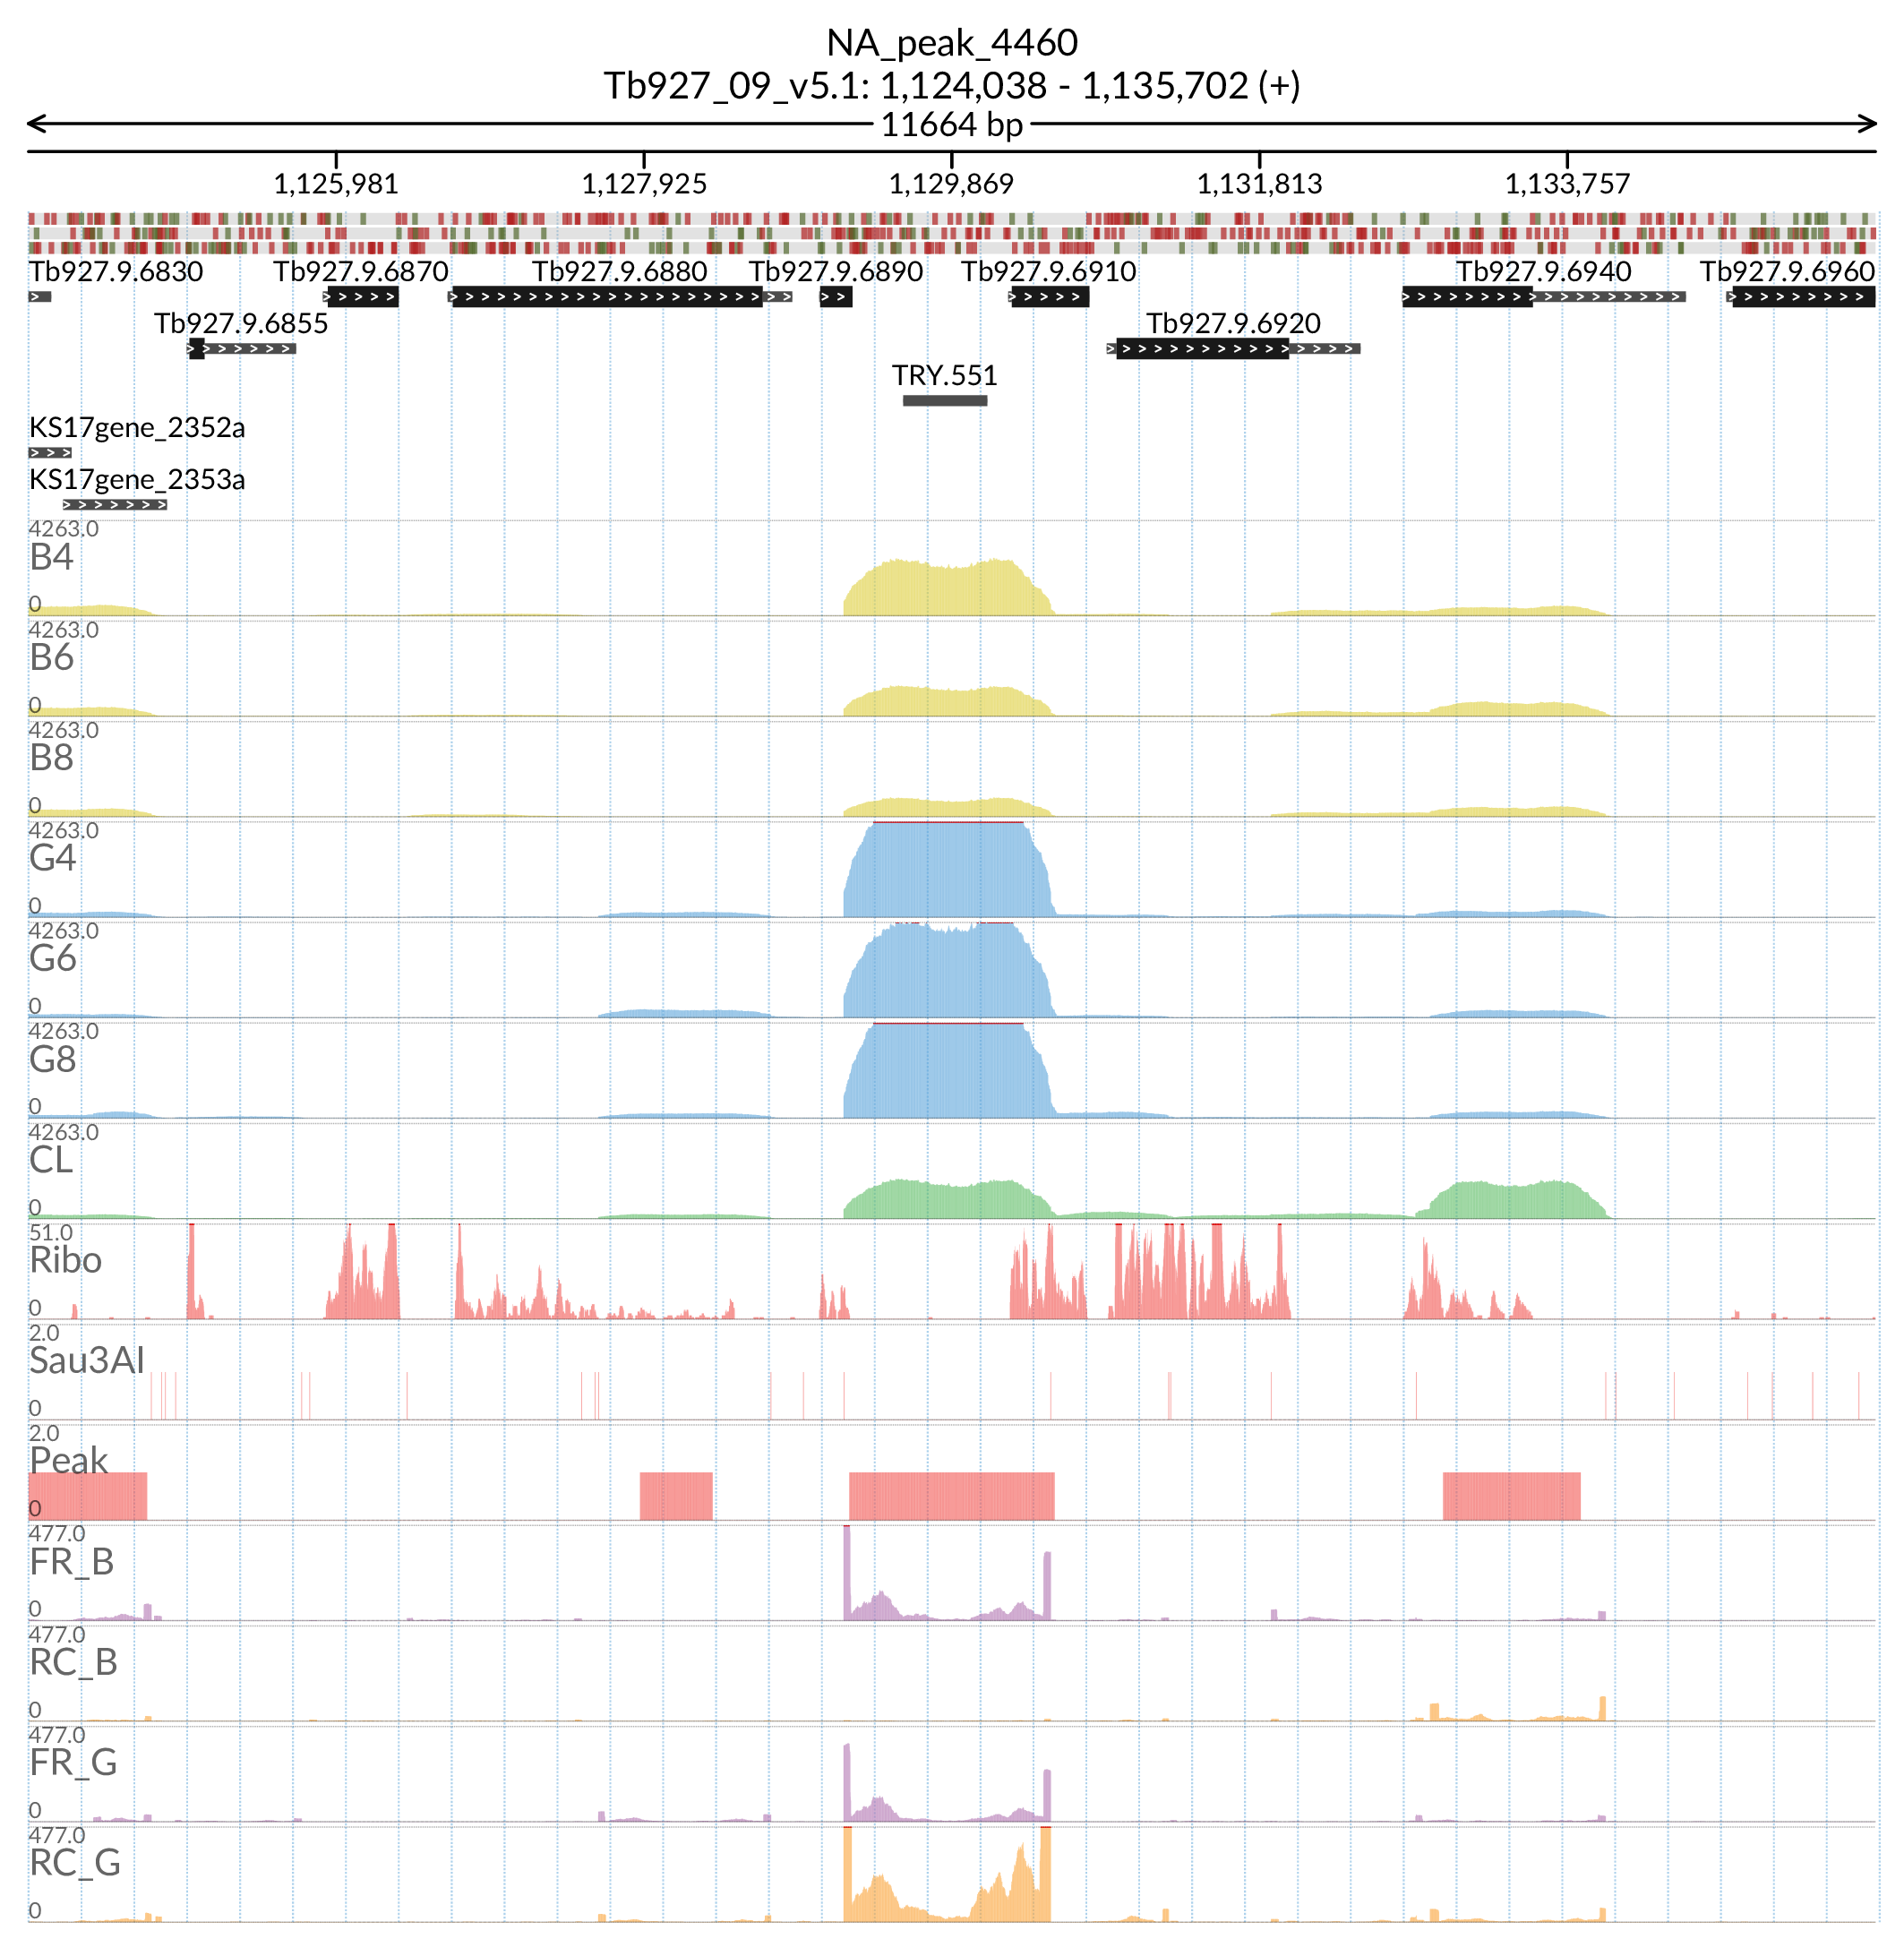 NA_peak_4460
Tb927_09_v5.1: 1,124,038 - 1,135,702 (+)
11664 bp
1,125,981 1,127,925 1,129,869 1,131,813 1,133,757
Tb927.9.6830 Tb927.9.6870 Tb927.9.6880 Tb927.9.6890 Tb927.9.6910 Tb927.9.6940 Tb927.9.6960
Tb927.9.6855 Tb927.9.6920
TRY.551
KS17gene_2352a
KS17gene_2353a
4263.0
B4
0
4263.0
B6
0
4263.0
B8
0
4263.0
G4
0
4263.0
G6
0
4263.0
G8
0
4263.0
CL
0
51.0
Ribo
0
2.0
Sau3AI
0
2.0
Peak
0
477.0
FR_B
0
477.0
RC_B
0
477.0
FR_G
0
477.0
RC_G
0